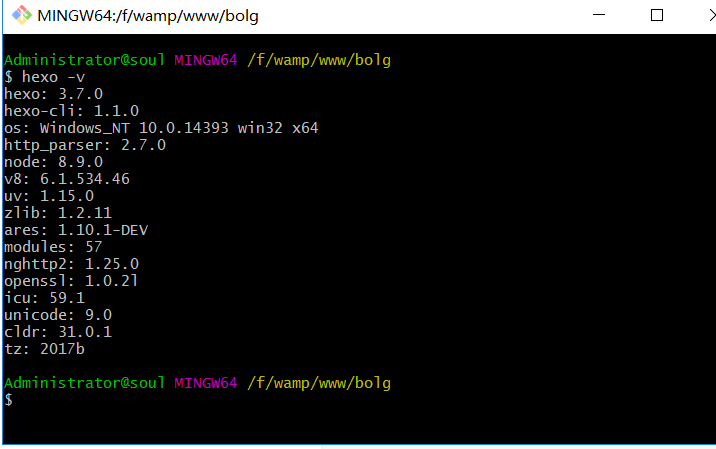 MINGW64:/f/wamp/www/bolg
Administrator@soul MINGW64 /f/wamp/www/bolg
$ hexo -v
hexo: 3.7.0
hexo-cli: 1.1.0
os: Windows_NT 10.0.14393 win32 x64
http_parser: 2.7.0
node: 8.9.0
v8: 6.1.534.46
uv: 1.15.0
zlib: 1.2.11
ares: 1.10.1-DEV
modules: 57
nghttp2: 1.25.0
openssl: 1.0.2l
icu: 59.1
unicode: 9.0
cldr: 31.0.1
tz: 2017b
Administrator@soul MINGW64 /f/wamp/www/bolg
$